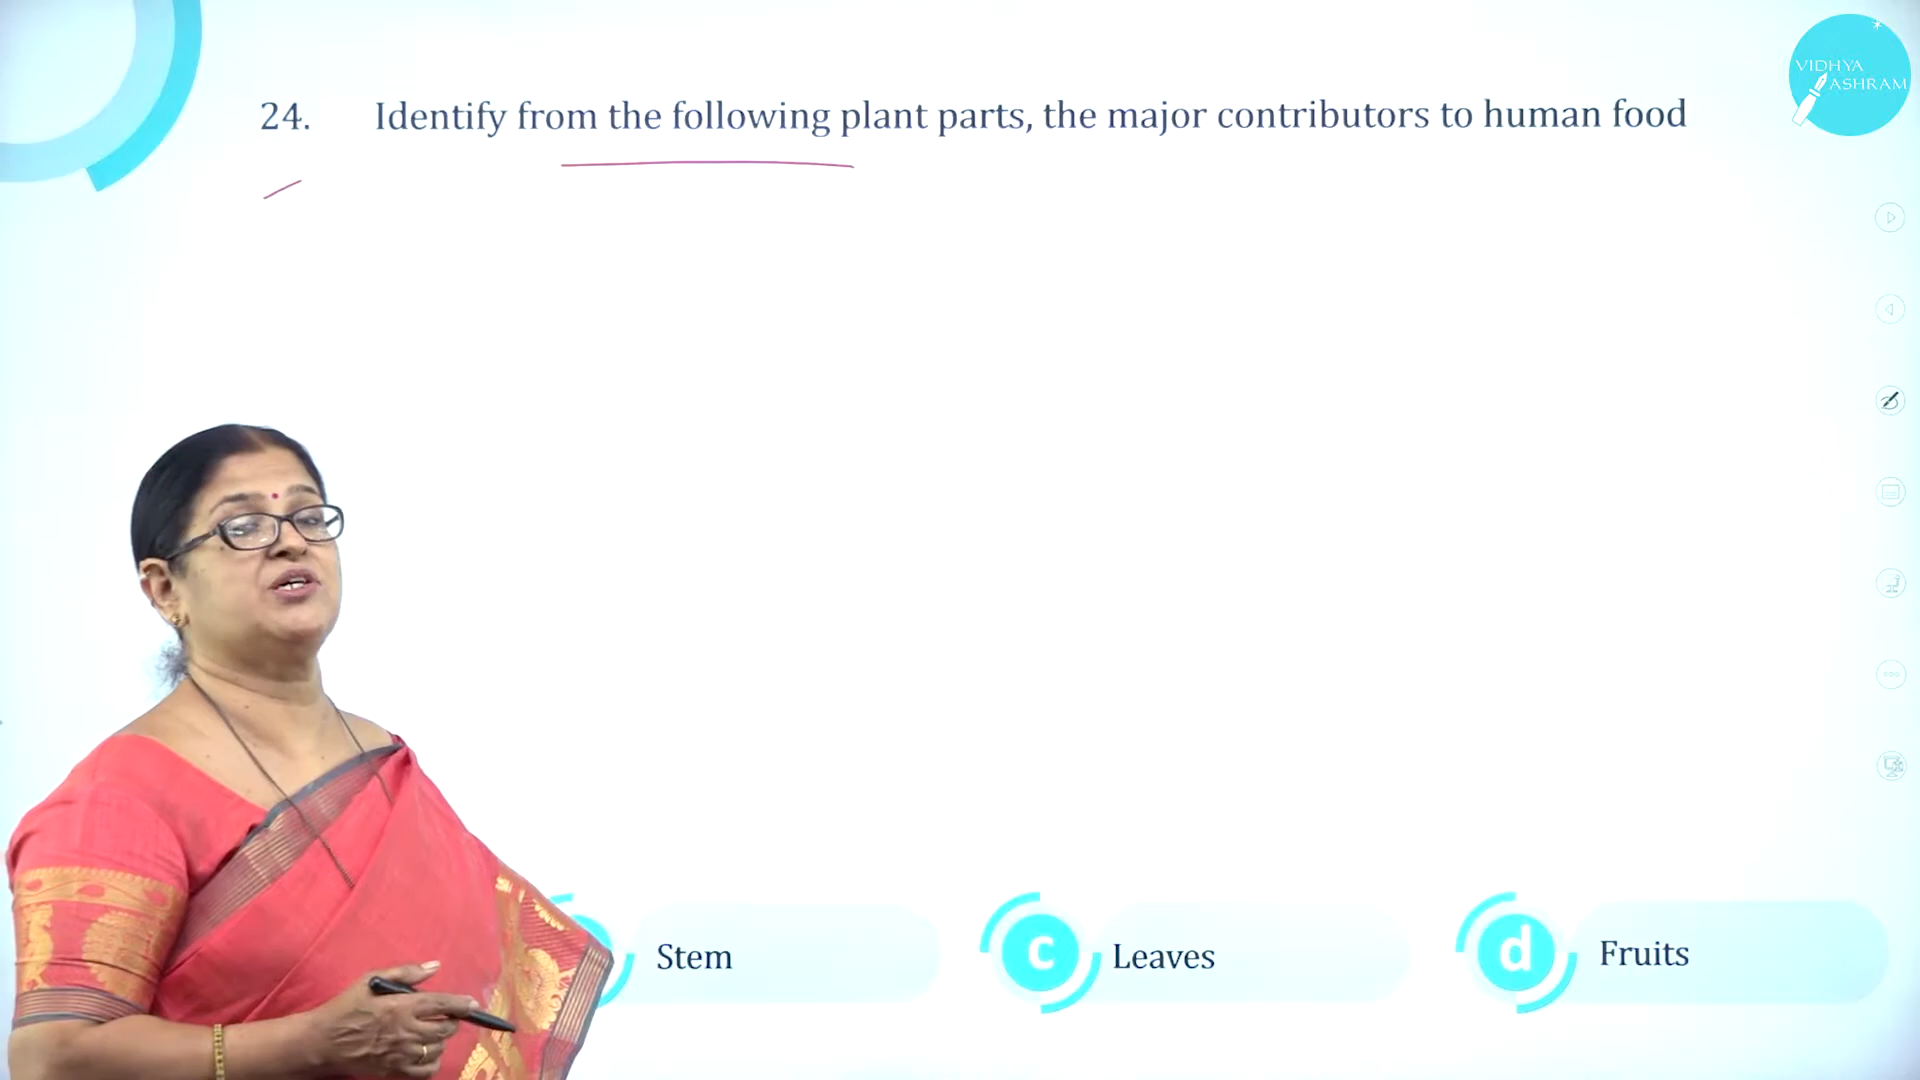 VIDHYA
ASHRAM
24. Identify from the following plant parts, the major contributors to human food
Stem
c Leaves
d Fruits